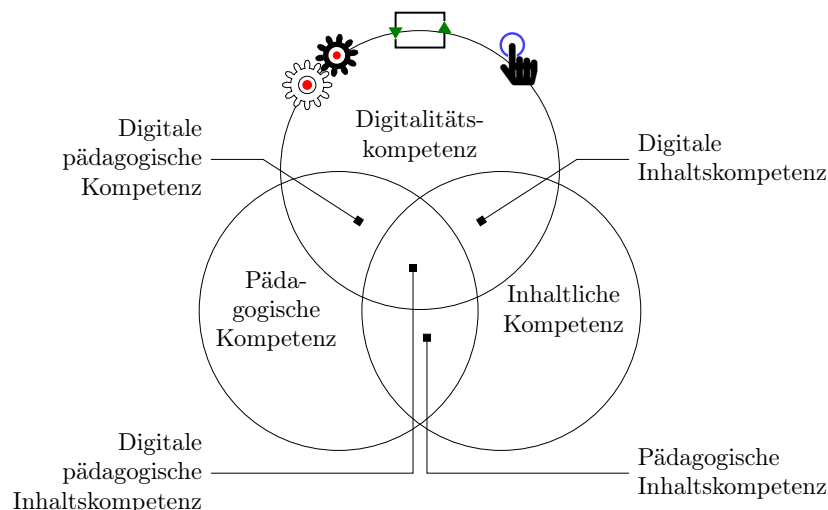 Digitalitäts-
kompetenz
Digitale
pädagogische
Kompetenz
Digitale
Inhaltskompetenz
Päda-
gogische
Kompetenz
Inhaltliche
Kompetenz
Digitale
pädagogische
Inhaltskompetenz
Pädagogische
Inhaltskompetenz